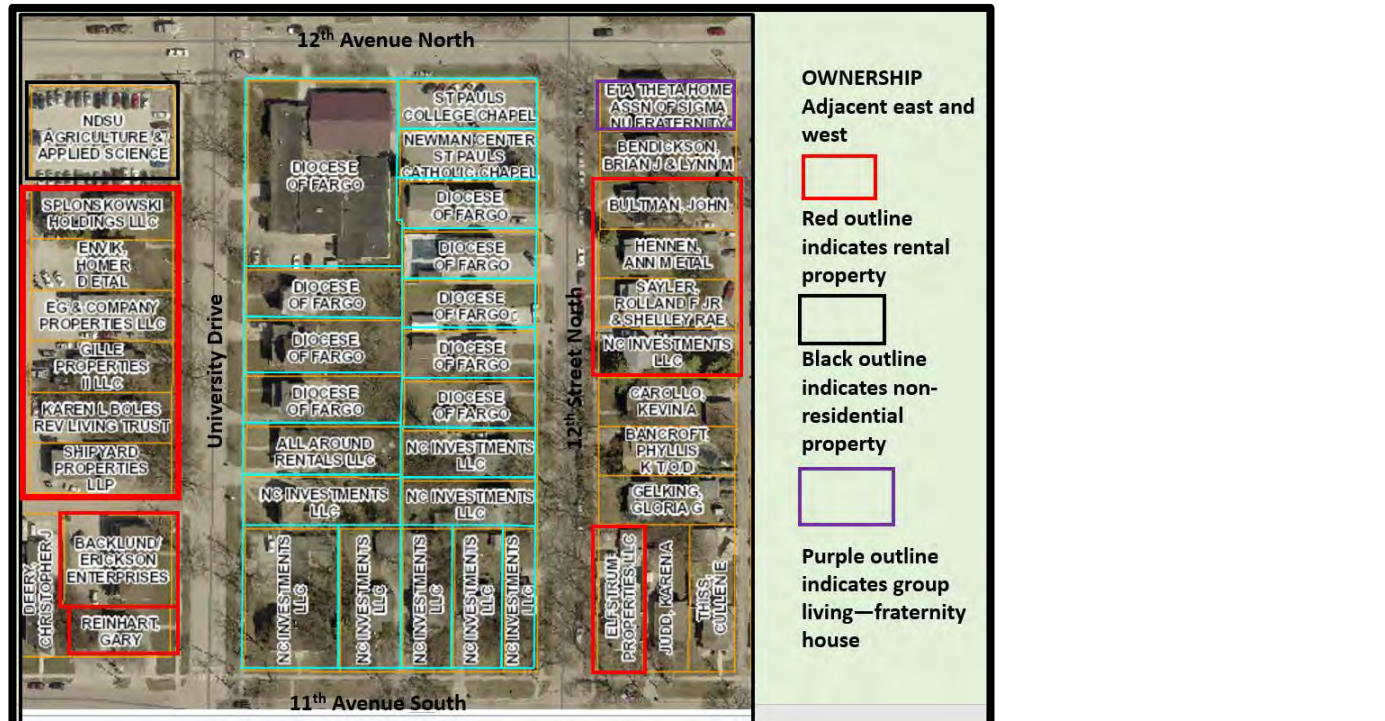 12th Avenue North
NDSU
AGRICULTURE &
APPLIED SCIENCE
SPLONSKOWSKI
HOLDINGS LLC
ENVIK,
HOMER
D ETAL
EG & COMPANY
PROPERTIES LLC
GILLE
PROPERTIES
II LLC
KAREN L BOLES
REV LIVING TRUST
SHIPYARD
PROPERTIES
LLP
DEERY,
CHRISTOPHER J
BACKLUND/
ERICKSON
ENTERPRISES
REINHART,
GARY
University Drive
DIOCESE
OF FARGO
DIOCESE
OF FARGO
DIOCESE
OF FARGO
DIOCESE
OF FARGO
ALL AROUND
RENTALS LLC
NC INVESTMENTS
LLC
ST PAULS
COLLEGE CHAPEL
NEWMAN CENTER
ST PAULS
CATHOLIC CHAPEL
DIOCESE
OF FARGO
DIOCESE
OF FARGO
DIOCESE
OF FARGO
DIOCESE
OF FARGO
DIOCESE
OF FARGO
NC INVESTMENTS
LLC
NC INVESTMENTS
LLC
NC INVESTMENTS
LLC
NC INVESTMENTS
LLC
NC INVESTMENTS
LLC
NC INVESTMENTS
LLC
NC INVESTMENTS
LLC
12th Street North
ETA THETA HOME
ASSN OF SIGMA
NU FRATERNITY
BENDICKSON,
BRIAN J & LYNN M
BULTMAN, JOHN
HENNEN,
ANN M ETAL
SAYLER,
ROLLAND F JR
& SHELLEY RAE
NC INVESTMENTS
LLC
CAROLLO,
KEVIN A
BANCROFT,
PHYLLIS
K T/O/D
GELKING,
GLORIA G
ELFSTRUM
PROPERTIES LLC
JUDD, KAREN A
THIS,
CULLEN E
11th Avenue South
OWNERSHIP
Adjacent east and
west
Red outline
indicates rental
property
Black outline
indicates non-
residential
property
Purple outline
indicates group
living—fraternity
house